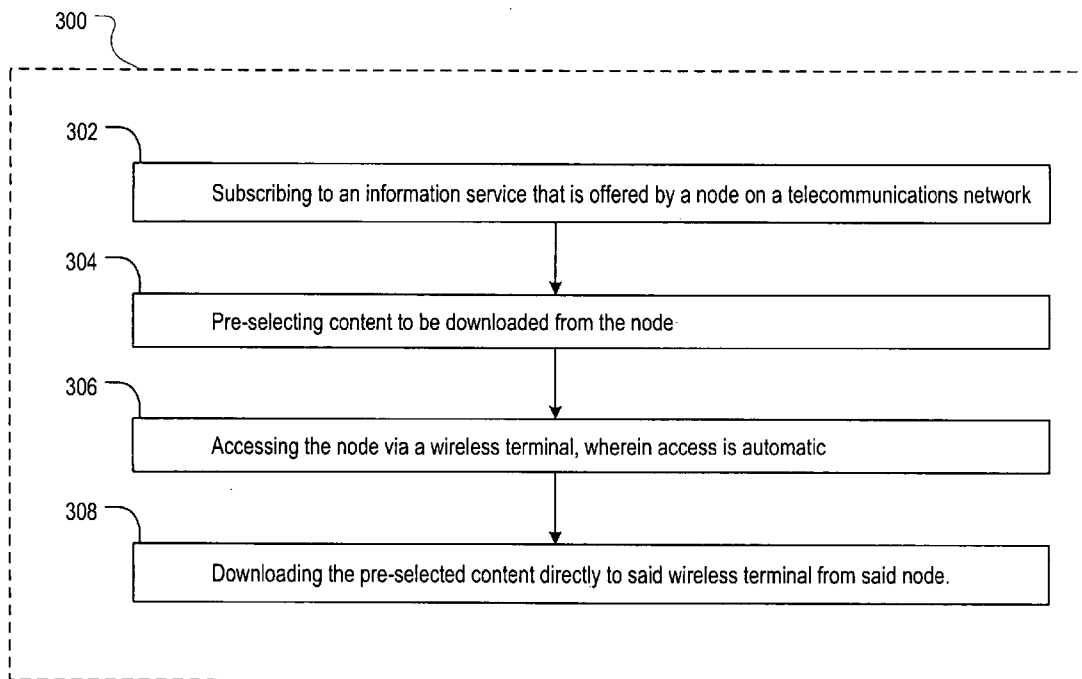 300
302
Subscribing to an information service that is offered by a node on a telecommunications network
304
Pre-selecting content to be downloaded from the node
306
Accessing the node via a wireless terminal, wherein access is automatic
308
Downloading the pre-selected content directly to said wireless terminal from said node.